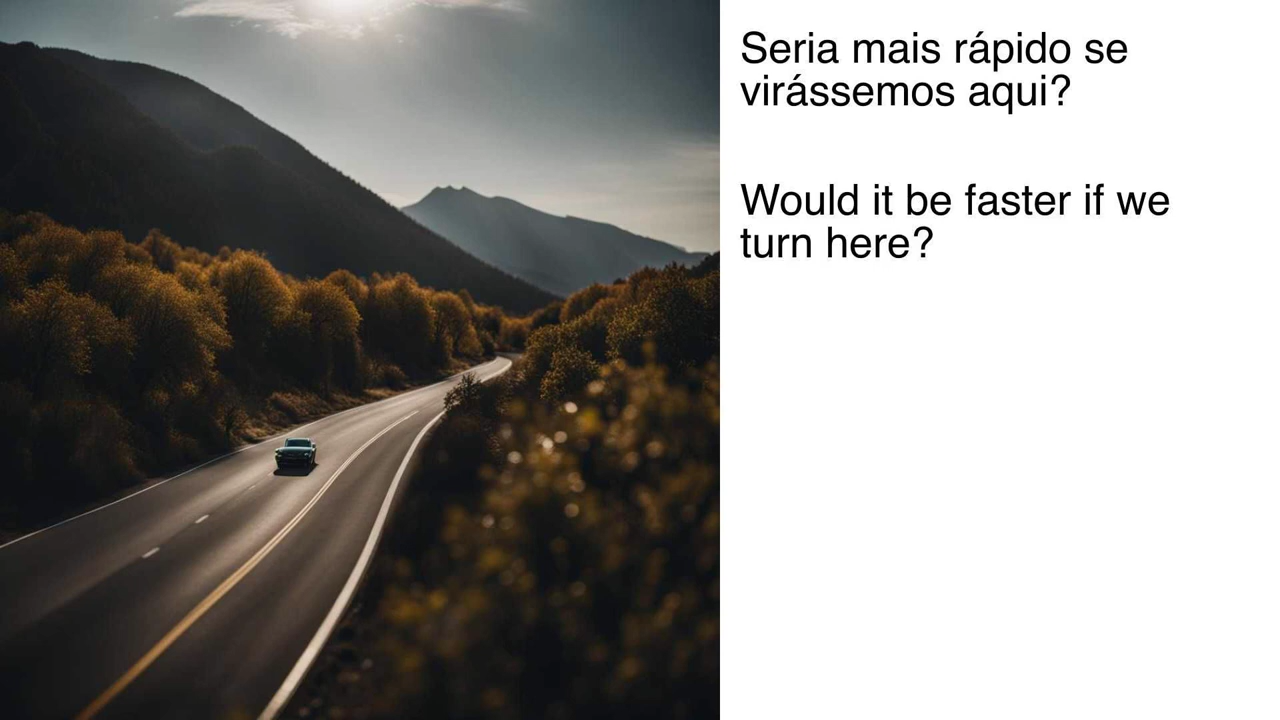 Seria mais rápido se
virássemos aqui?
Would it be faster if we
turn here?